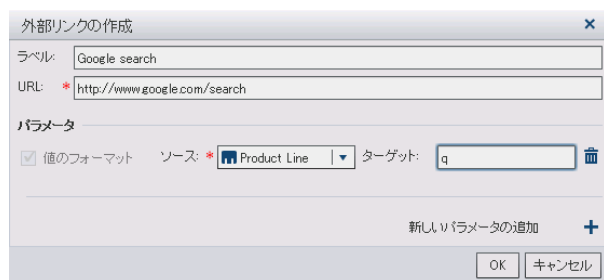 外部リンクの作成
ラベル: Google search
URL: * http://www.google.com/search
パラメータ
値のフォーマット ソース: * Product Line ターゲット: q
新しいパラメータの追加
OK キャンセル